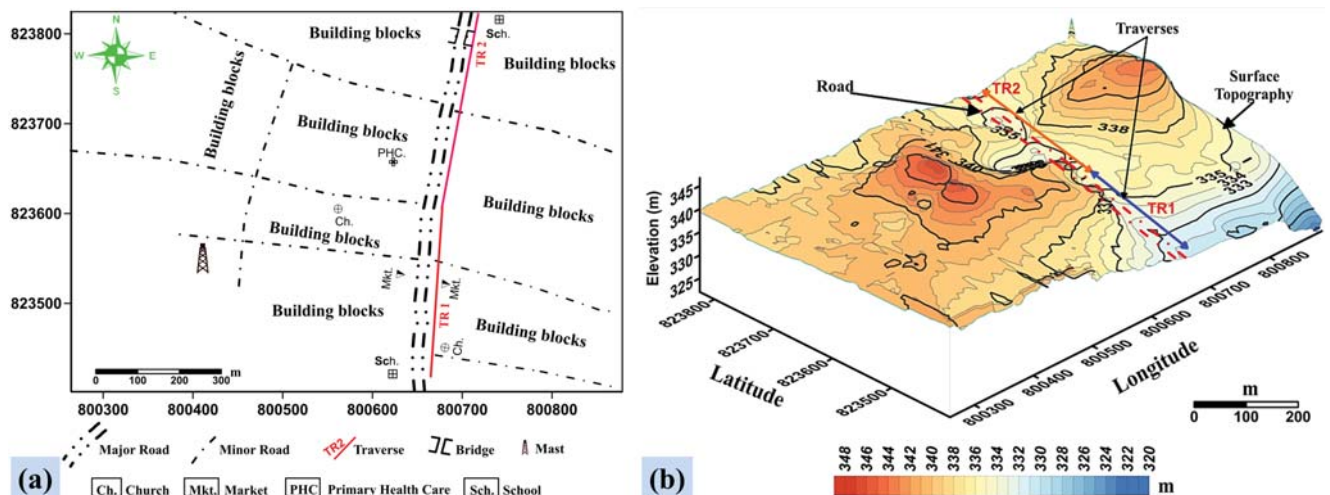 N
W E
S
823800
823700
823600
823500
Building blocks
Building blocks
Building blocks
Building blocks
Building blocks
Building blocks
Building blocks
Building blocks
Sch.
TR 2
PHC.
Ch.
Mkt.
Mkt.
TR 1
Ch.
Sch.
0 100 200 300 m
800300 800400 800500 800600 800700 800800
Major Road Minor Road TR2 Traverse Bridge Mast
(a) Ch. Church Mkt. Market PHC Primary Health Care Sch. School
Traverses
Road
TR2
Surface
Topography
335
338
340
341
335
334
333
TR1
Elevation (m)
345
340
335
330
325
823800
823700
823600
823500
Latitude
800300
800400
800500
800600
800700
800800
Longitude
m
0 100 200
348 346 344 342 340 338 336 334 332 330 328 326 324 322 320 m
(b)